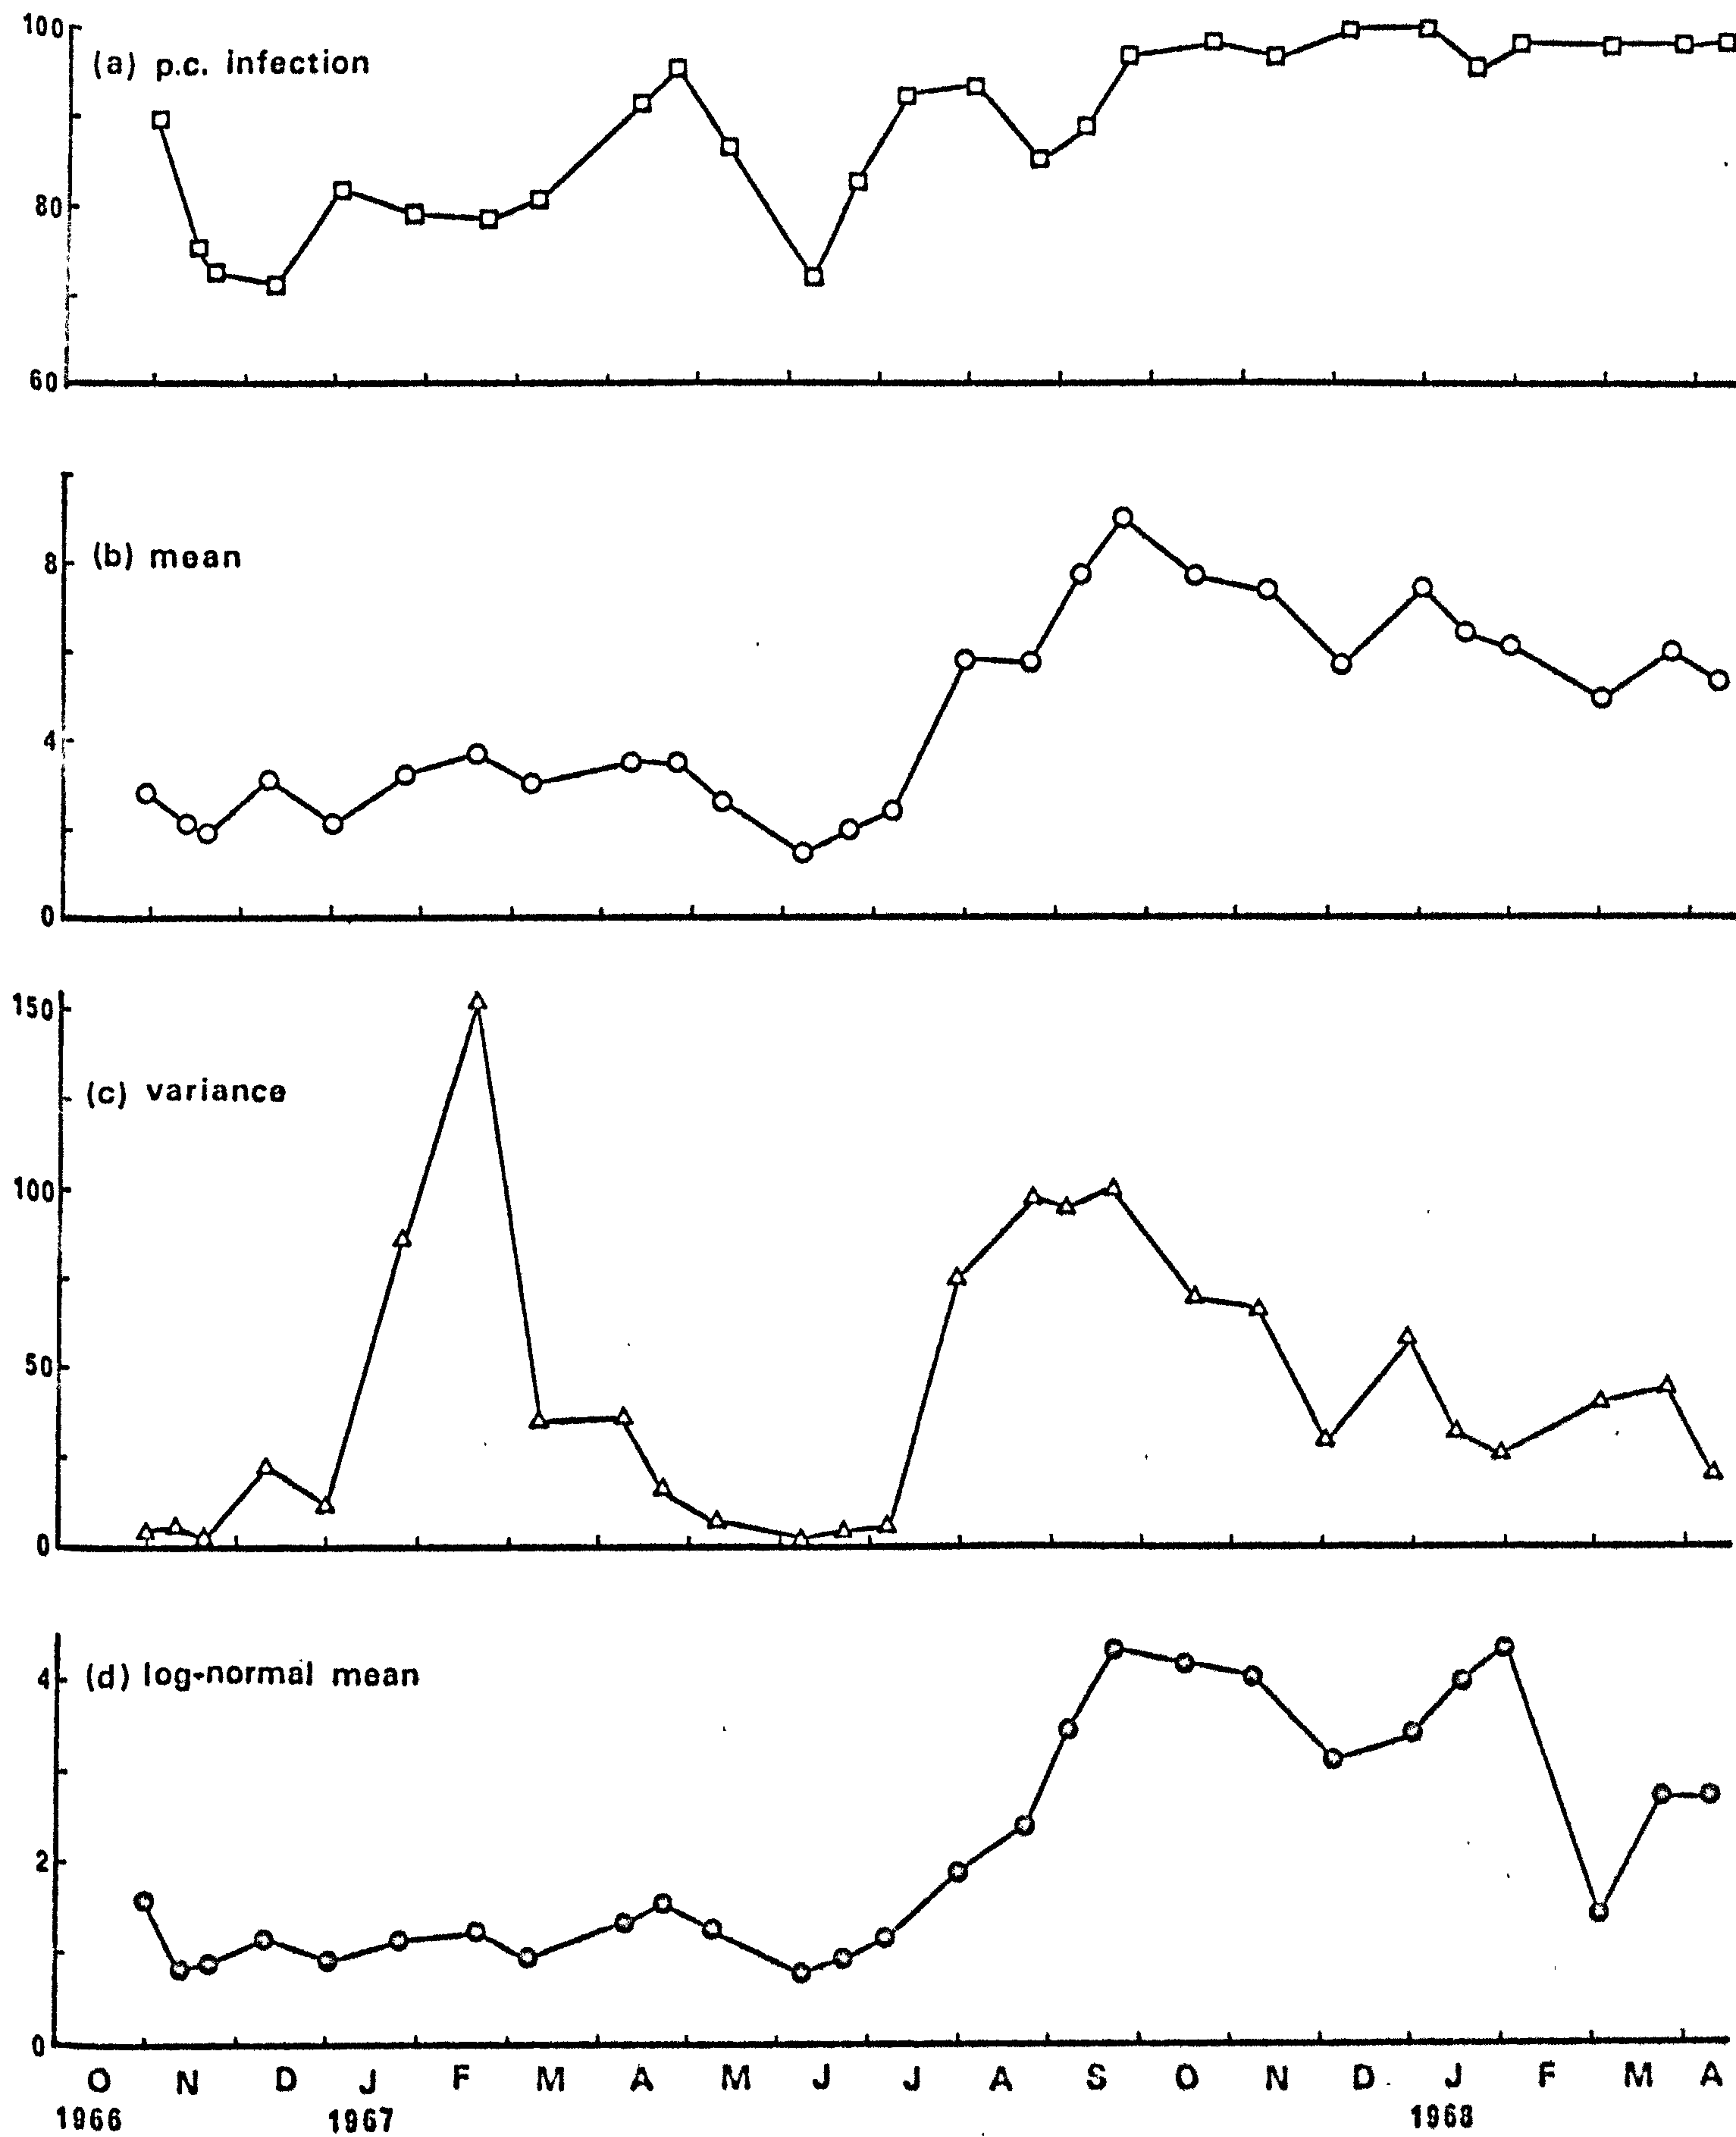 100
(a) p.c. infection
80
60
(b) mean
8
4
0
150
(c) variance
100
50
0
(d) log-normal mean
4
2
0
O N D J F M A M J J A S O N D J F M A
1966 1967 1968